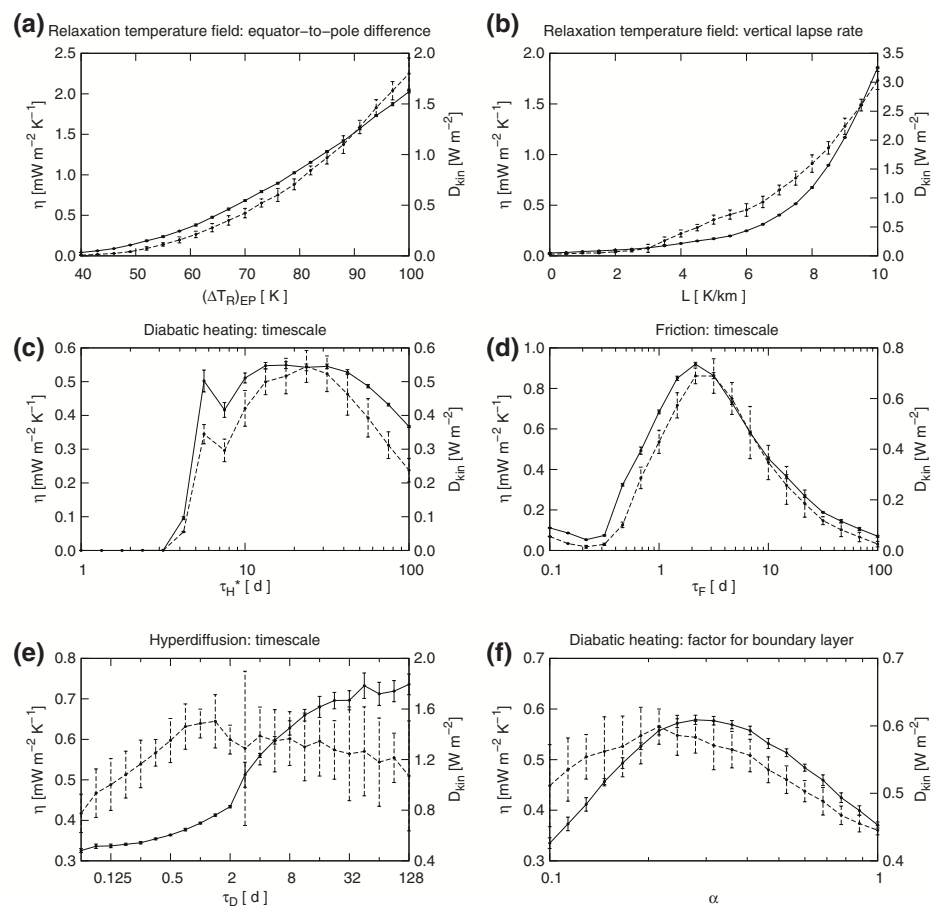 (a) Relaxation temperature field: equator-to-pole difference
2.5
2.0
1.5
1.0
0.5
0.0
η [mW m⁻² K⁻¹]
2.0
1.5
1.0
0.5
0.0
D_kin [W m⁻²]
40 50 60 70 80 90 100
(ΔT_R)_EP [ K ]
(b) Relaxation temperature field: vertical lapse rate
2.0
1.5
1.0
0.5
0.0
η [mW m⁻² K⁻¹]
3.5
3.0
2.5
2.0
1.5
1.0
0.5
0.0
D_kin [W m⁻²]
0 2 4 6 8 10
L [ K/km]
(c) Diabatic heating: timescale
0.6
0.5
0.4
0.3
0.2
0.1
0.0
η [mW m⁻² K⁻¹]
0.6
0.5
0.4
0.3
0.2
0.1
0.0
D_kin [W m⁻²]
1 10 100
τ_H* [ d ]
(d) Friction: timescale
1.0
0.8
0.6
0.4
0.2
0.0
η [mW m⁻² K⁻¹]
0.8
0.6
0.4
0.2
0.0
D_kin [W m⁻²]
0.1 1 10 100
τ_F [ d ]
(e) Hyperdiffusion: timescale
0.8
0.7
0.6
0.5
0.4
0.3
η [mW m⁻² K⁻¹]
2.0
1.6
1.2
0.8
0.4
D_kin [W m⁻²]
0.125 0.5 2 8 32 128
τ_D [ d ]
(f) Diabatic heating: factor for boundary layer
0.7
0.6
0.5
0.4
0.3
η [mW m⁻² K⁻¹]
0.7
0.6
0.5
0.4
D_kin [W m⁻²]
0.1 1
α